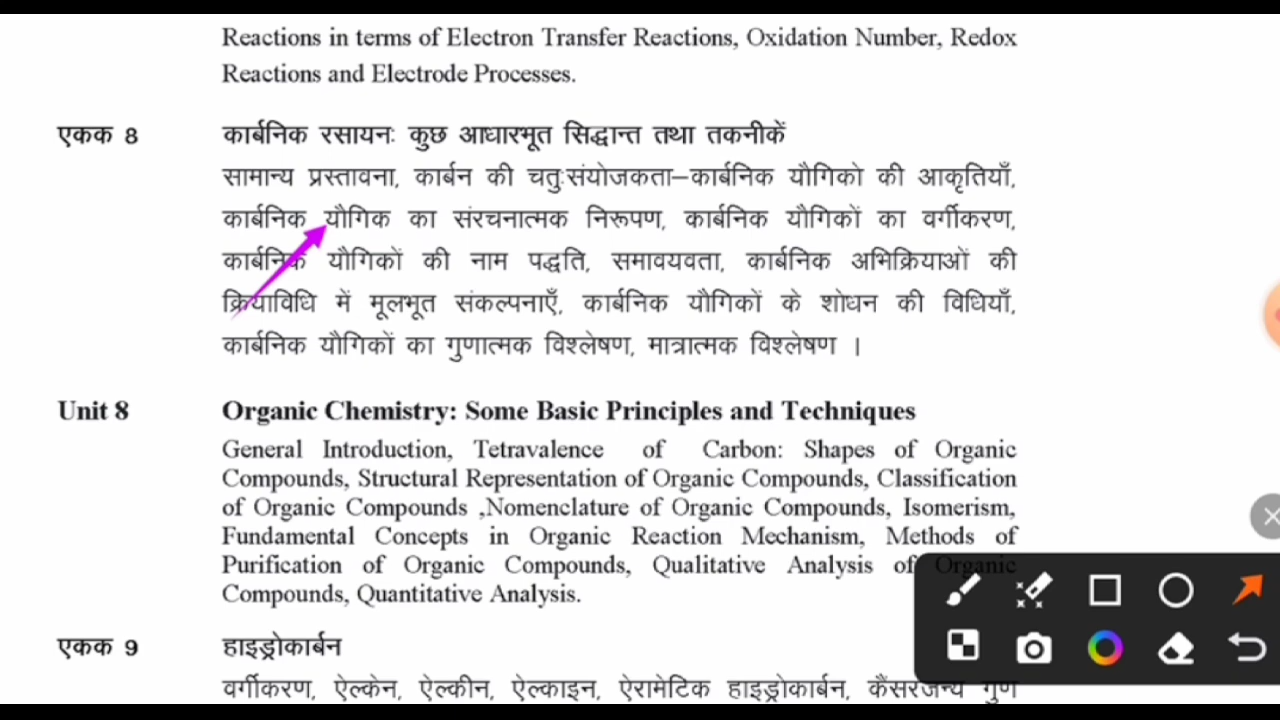 Reactions in terms of Electron Transfer Reactions, Oxidation Number, Redox
Reactions and Electrode Processes.
एकक 8 कार्बनिक रसायनः कुछ आधारभूत सिद्धान्त तथा तकनीकें
सामान्य प्रस्तावना, कार्बन की चतुःसंयोजकता–कार्बनिक यौगिको की आकृतियाँ,
कार्बनिक यौगिक का संरचनात्मक निरूपण, कार्बनिक यौगिकों का वर्गीकरण,
कार्बनिक यौगिकों की नाम पद्धति, समावयवता, कार्बनिक अभिक्रियाओं की
क्रियाविधि में मूलभूत संकल्पनाएँ, कार्बनिक यौगिकों के शोधन की विधियाँ,
कार्बनिक यौगिकों का गुणात्मक विश्लेषण, मात्रात्मक विश्लेषण ।
Unit 8 Organic Chemistry: Some Basic Principles and Techniques
General Introduction, Tetravalence of Carbon: Shapes of Organic
Compounds, Structural Representation of Organic Compounds, Classification
of Organic Compounds ,Nomenclature of Organic Compounds, Isomerism,
Fundamental Concepts in Organic Reaction Mechanism, Methods of
Purification of Organic Compounds, Qualitative Analysis of Organic
Compounds, Quantitative Analysis.
एकक 9 हाइड्रोकार्बन
वर्गीकरण, ऐल्केन, ऐल्कीन, ऐल्काइन, ऐरामेटिक हाइड्रोकार्बन, कैंसरजन्य गुण